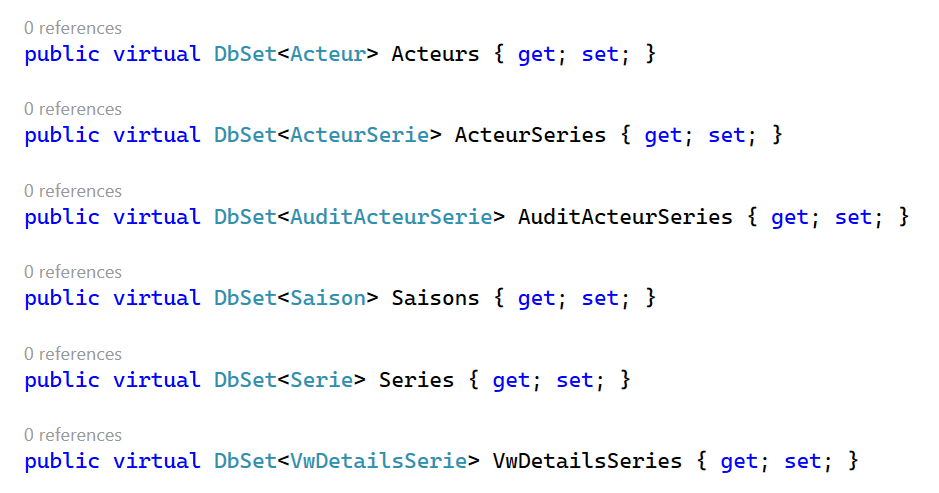 0 references
public virtual DbSet<Acteur> Acteurs { get; set; }
0 references
public virtual DbSet<ActeurSerie> ActeurSeries { get; set; }
0 references
public virtual DbSet<AuditActeurSerie> AuditActeurSeries { get; set; }
0 references
public virtual DbSet<Saison> Saisons { get; set; }
0 references
public virtual DbSet<Serie> Series { get; set; }
0 references
public virtual DbSet<VwDetailsSerie> VwDetailsSeries { get; set; }